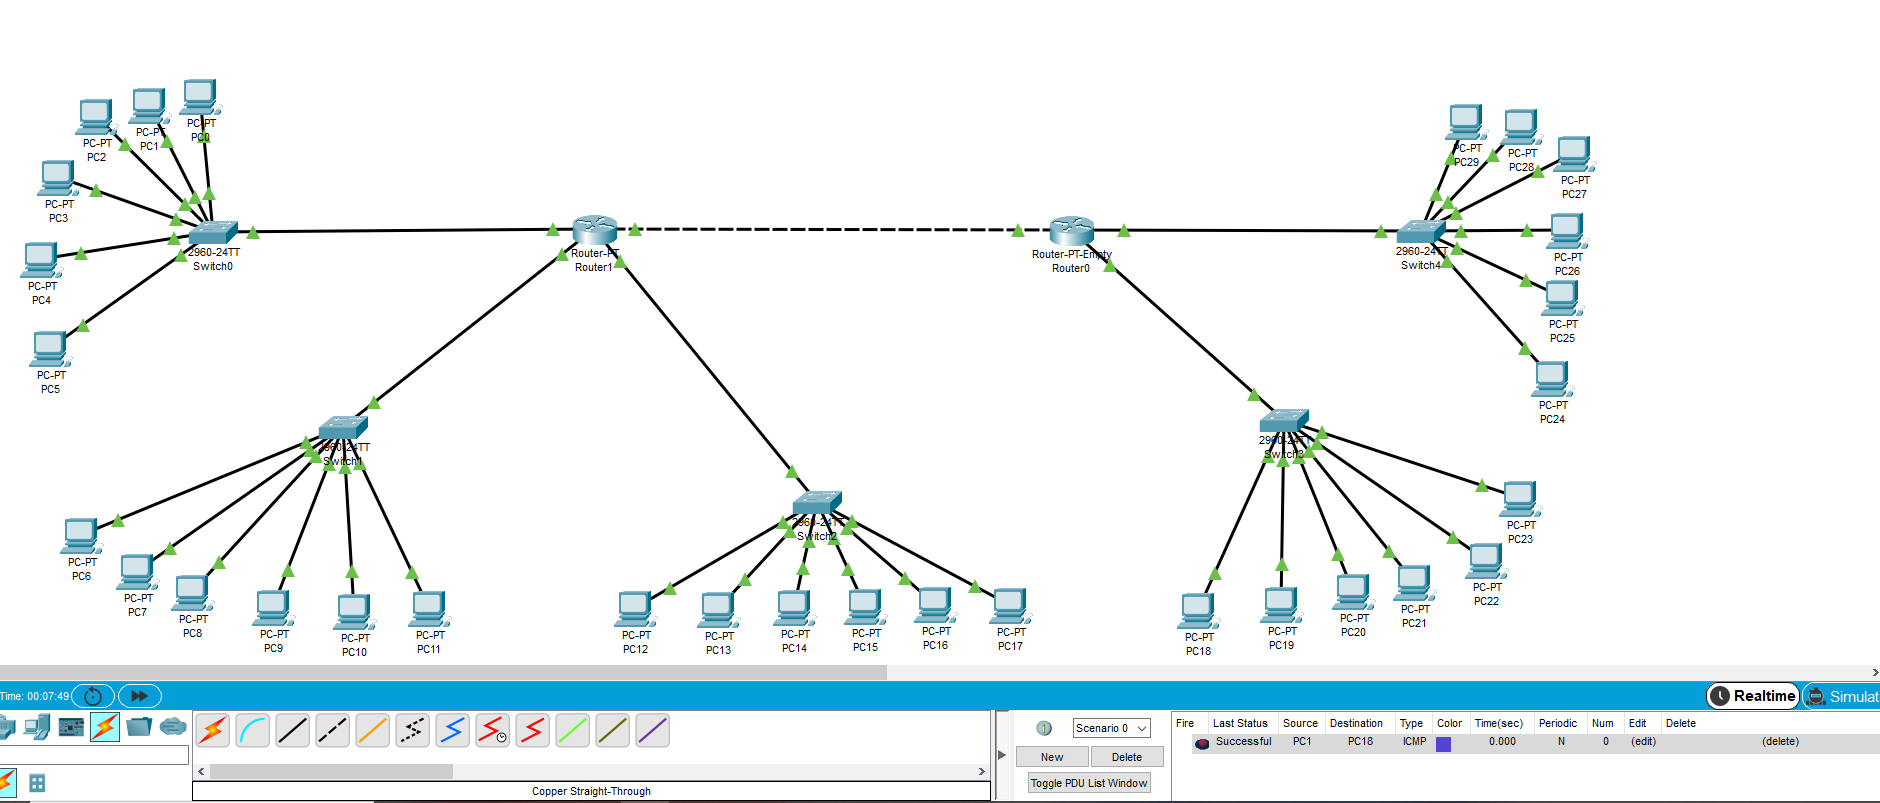 PC-PT
PC0
PC-PT
PC1
PC-PT
PC2
PC-PT
PC3
PC-PT
PC4
PC-PT
PC5
2960-24TT
Switch0
Router-PT
Router1
Router-PT-Empty
Router0
2960-24TT
Switch4
PC-PT
PC29
PC-PT
PC28
PC-PT
PC27
PC-PT
PC26
PC-PT
PC25
PC-PT
PC24
2960-24TT
Switch1
2960-24TT
Switch2
2960-24TT
Switch3
PC-PT
PC6
PC-PT
PC7
PC-PT
PC8
PC-PT
PC9
PC-PT
PC10
PC-PT
PC11
PC-PT
PC12
PC-PT
PC13
PC-PT
PC14
PC-PT
PC15
PC-PT
PC16
PC-PT
PC17
PC-PT
PC18
PC-PT
PC19
PC-PT
PC20
PC-PT
PC21
PC-PT
PC22
PC-PT
PC23
Time: 00:07:49
Realtime
Simulat
Scenario 0
New
Delete
Toggle PDU List Window
Fire Last Status Source Destination Type Color Time(sec) Periodic Num Edit Delete
Successful PC1 PC18 ICMP 0.000 N 0 (edit) (delete)
Copper Straight-Through